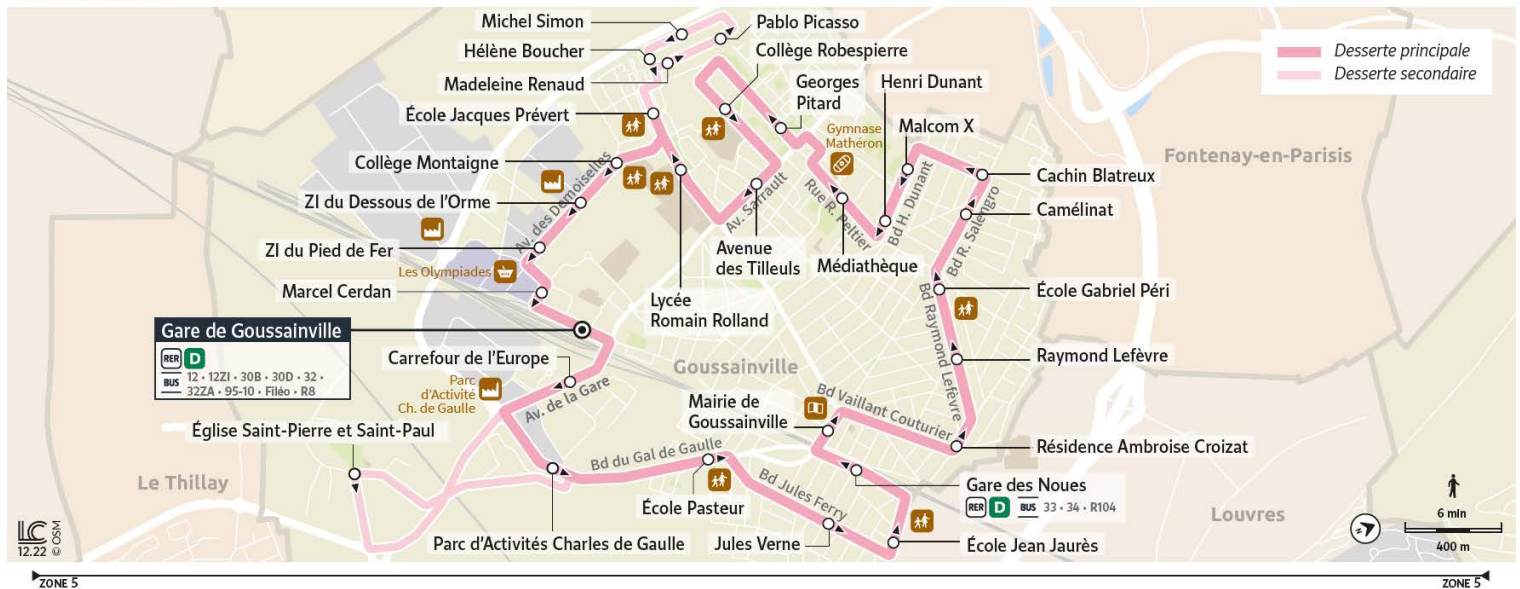 Michel Simon
Pablo Picasso
Hélène Boucher
Collège Robespierre
Madeleine Renaud
Georges
Pitard
Henri Dunant
École Jacques Prévert
Malcom X
Gymnase
Mathéron
Collège Montaigne
Cachin Blatreux
ZI du Dessous de l'Orme
Camélinat
ZI du Pied de Fer
Les Olympiades
Marcel Cerdan
Avenue
des Tilleuls
Médiathèque
Lycée
Romain Rolland
École Gabriel Péri
Gare de Goussainville
RER D
BUS 12 • 12ZI • 30B • 30D • 32 •
32ZA • 95-10 • Filéo • R8
Carrefour de l'Europe
Parc
d'Activité
Ch. de Gaulle
Raymond Lefèvre
Goussainville
Mairie de
Goussainville
Église Saint-Pierre et Saint-Paul
Résidence Ambroise Croizat
Gare des Noues
RER D BUS 33 • 34 • R104
École Pasteur
Parc d'Activités Charles de Gaulle
Jules Verne
École Jean Jaurès
Av. des Demoiselles
Av. Sarrault
Rue R. Peltier
Bd H. Dunant
Bd R. Salengro
Bd Raymond Lefèvre
Bd Vaillant Couturier
Av. de la Gare
Bd du Gal de Gaulle
Bd Jules Ferry
Le Thillay
Fontenay-en-Parisis
Louvres
Desserte principale
Desserte secondaire
6 min
400 m
LC
12.22 © OSM
ZONE 5
ZONE 5